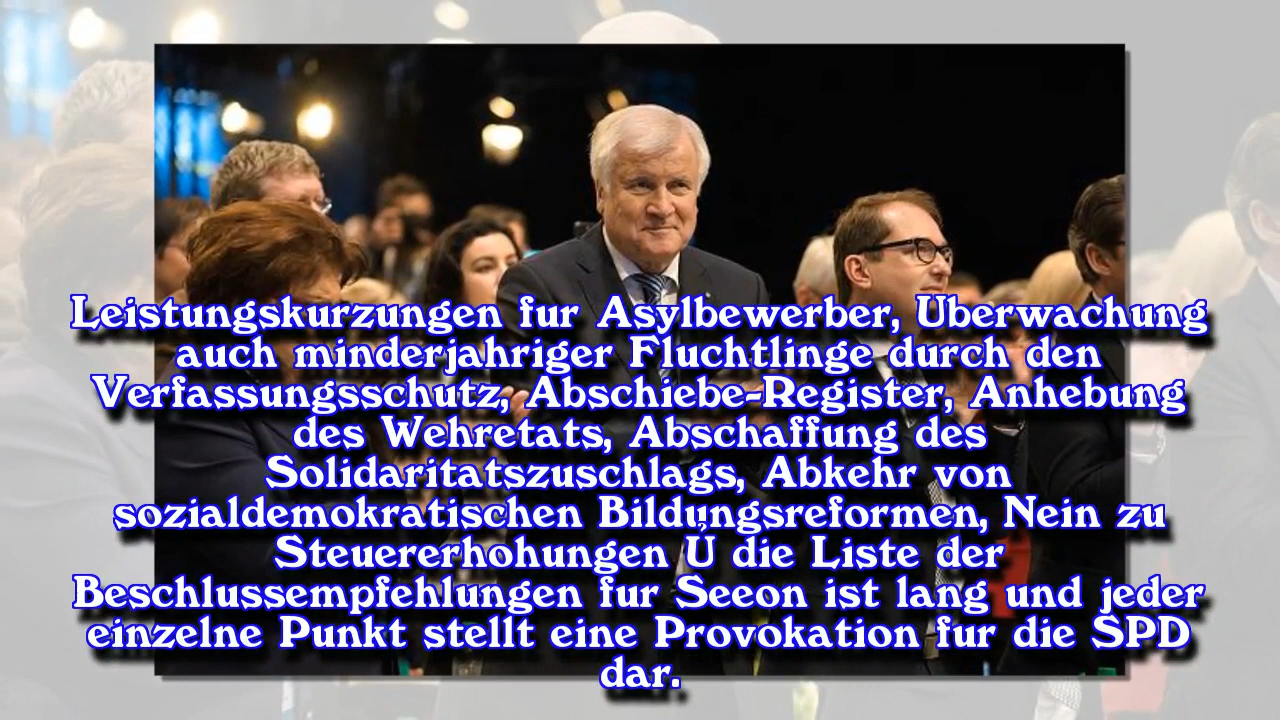 Leistungskurzungen fur Asylbewerber, Uberwachung
auch minderjahriger Fluchtlinge durch den
Verfassungsschutz, Abschiebe-Register, Anhebung
des Wehretats, Abschaffung des
Solidaritatszuschlags, Abkehr von
sozialdemokratischen Bildungsreformen, Nein zu
Steuererhohungen Ú die Liste der
Beschlussempfehlungen fur Seeon ist lang und jeder
einzelne Punkt stellt eine Provokation fur die SPD
dar.